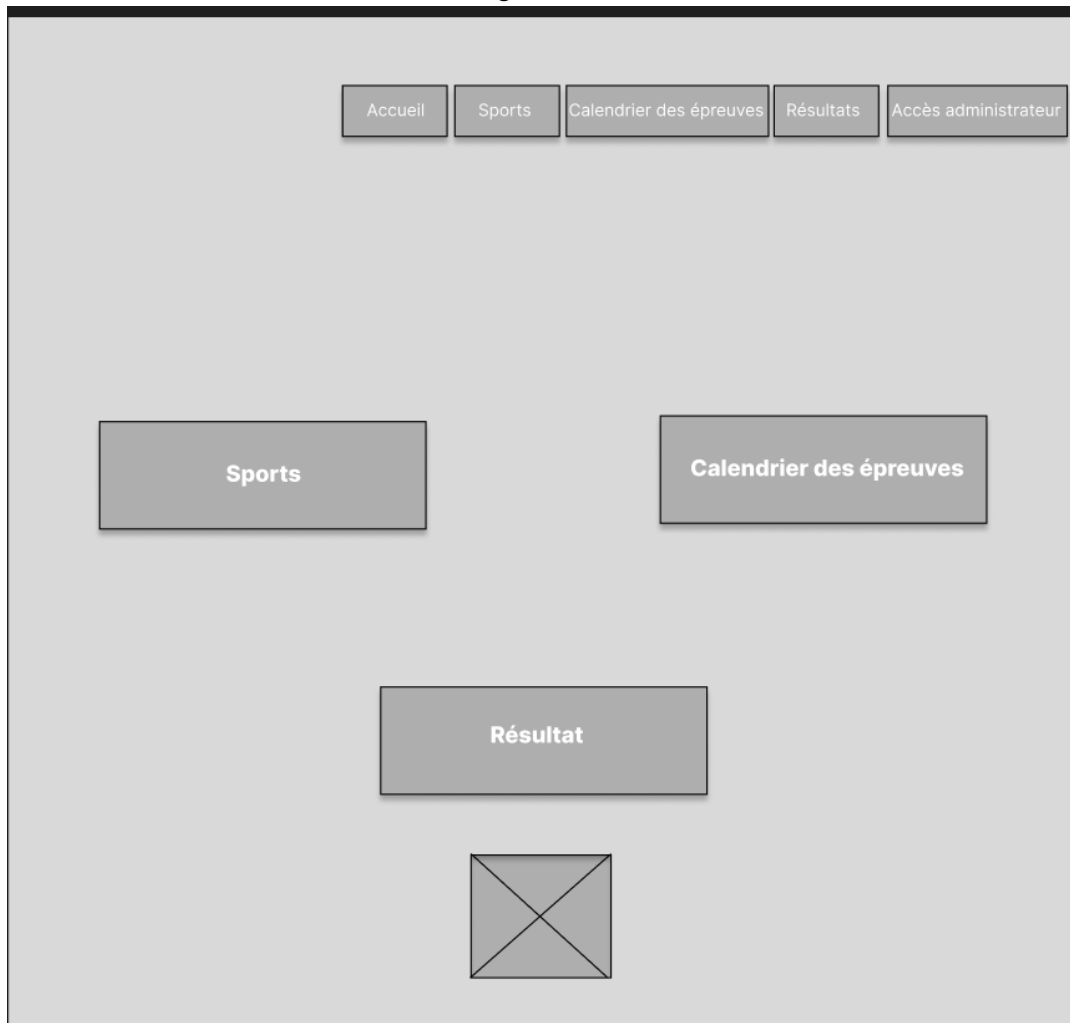 Accueil
Sports
Calendrier des épreuves
Résultats
Accès administrateur
Sports
Calendrier des épreuves
Résultat